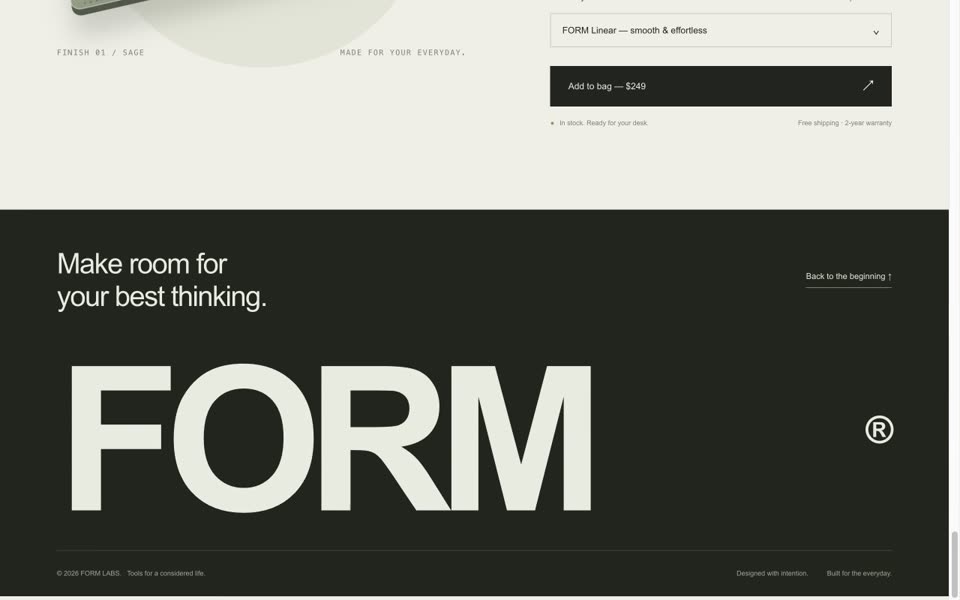 FORM Linear — smooth & effortless
FINISH 01 / SAGE
MADE FOR YOUR EVERYDAY.
Add to bag — $249
In stock. Ready for your desk.
Free shipping · 2-year warranty
Make room for
your best thinking.
Back to the beginning ↑
FORM
®
© 2026 FORM LABS. Tools for a considered life.
Designed with intention.
Built for the everyday.